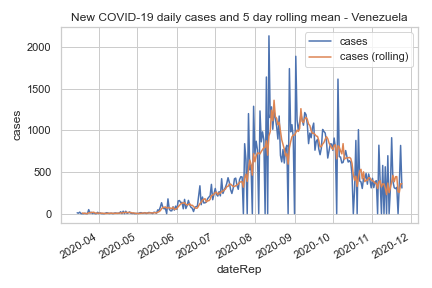 New COVID-19 daily cases and 5 day rolling mean - Venezuela
cases
cases (rolling)
2000
1500
1000
500
0
cases
2020-04
2020-05
2020-06
2020-07
2020-08
2020-09
2020-10
2020-11
2020-12
dateRep